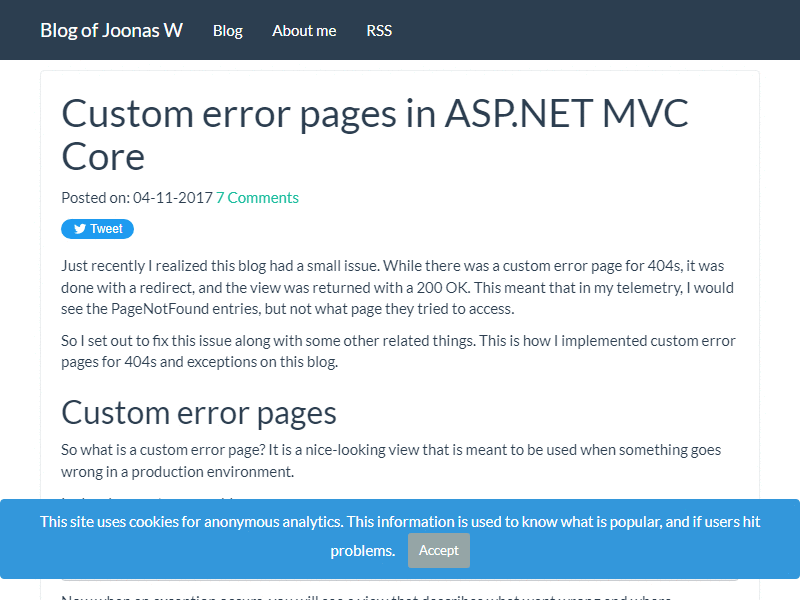 Blog of Joonas W Blog About me RSS
Custom error pages in ASP.NET MVC
Core
Posted on: 04-11-2017 7 Comments
Tweet
Just recently I realized this blog had a small issue. While there was a custom error page for 404s, it was
done with a redirect, and the view was returned with a 200 OK. This meant that in my telemetry, I would
see the PageNotFound entries, but not what page they tried to access.
So I set out to fix this issue along with some other related things. This is how I implemented custom error
pages for 404s and exceptions on this blog.
Custom error pages
So what is a custom error page? It is a nice-looking view that is meant to be used when something goes
wrong in a production environment.
This site uses cookies for anonymous analytics. This information is used to know what is popular, and if users hit
problems. Accept